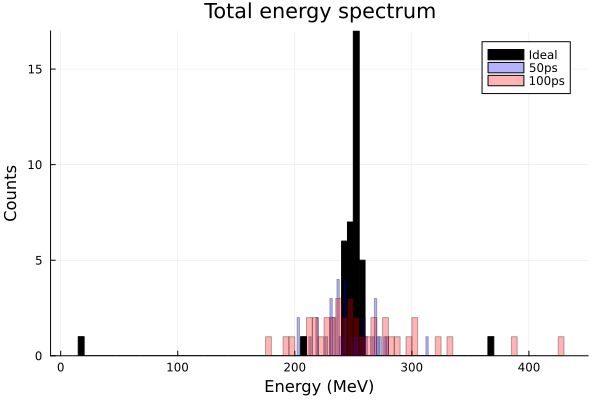 Total energy spectrum
Ideal
50ps
100ps
15
10
5
0
Counts
0 100 200 300 400
Energy (MeV)